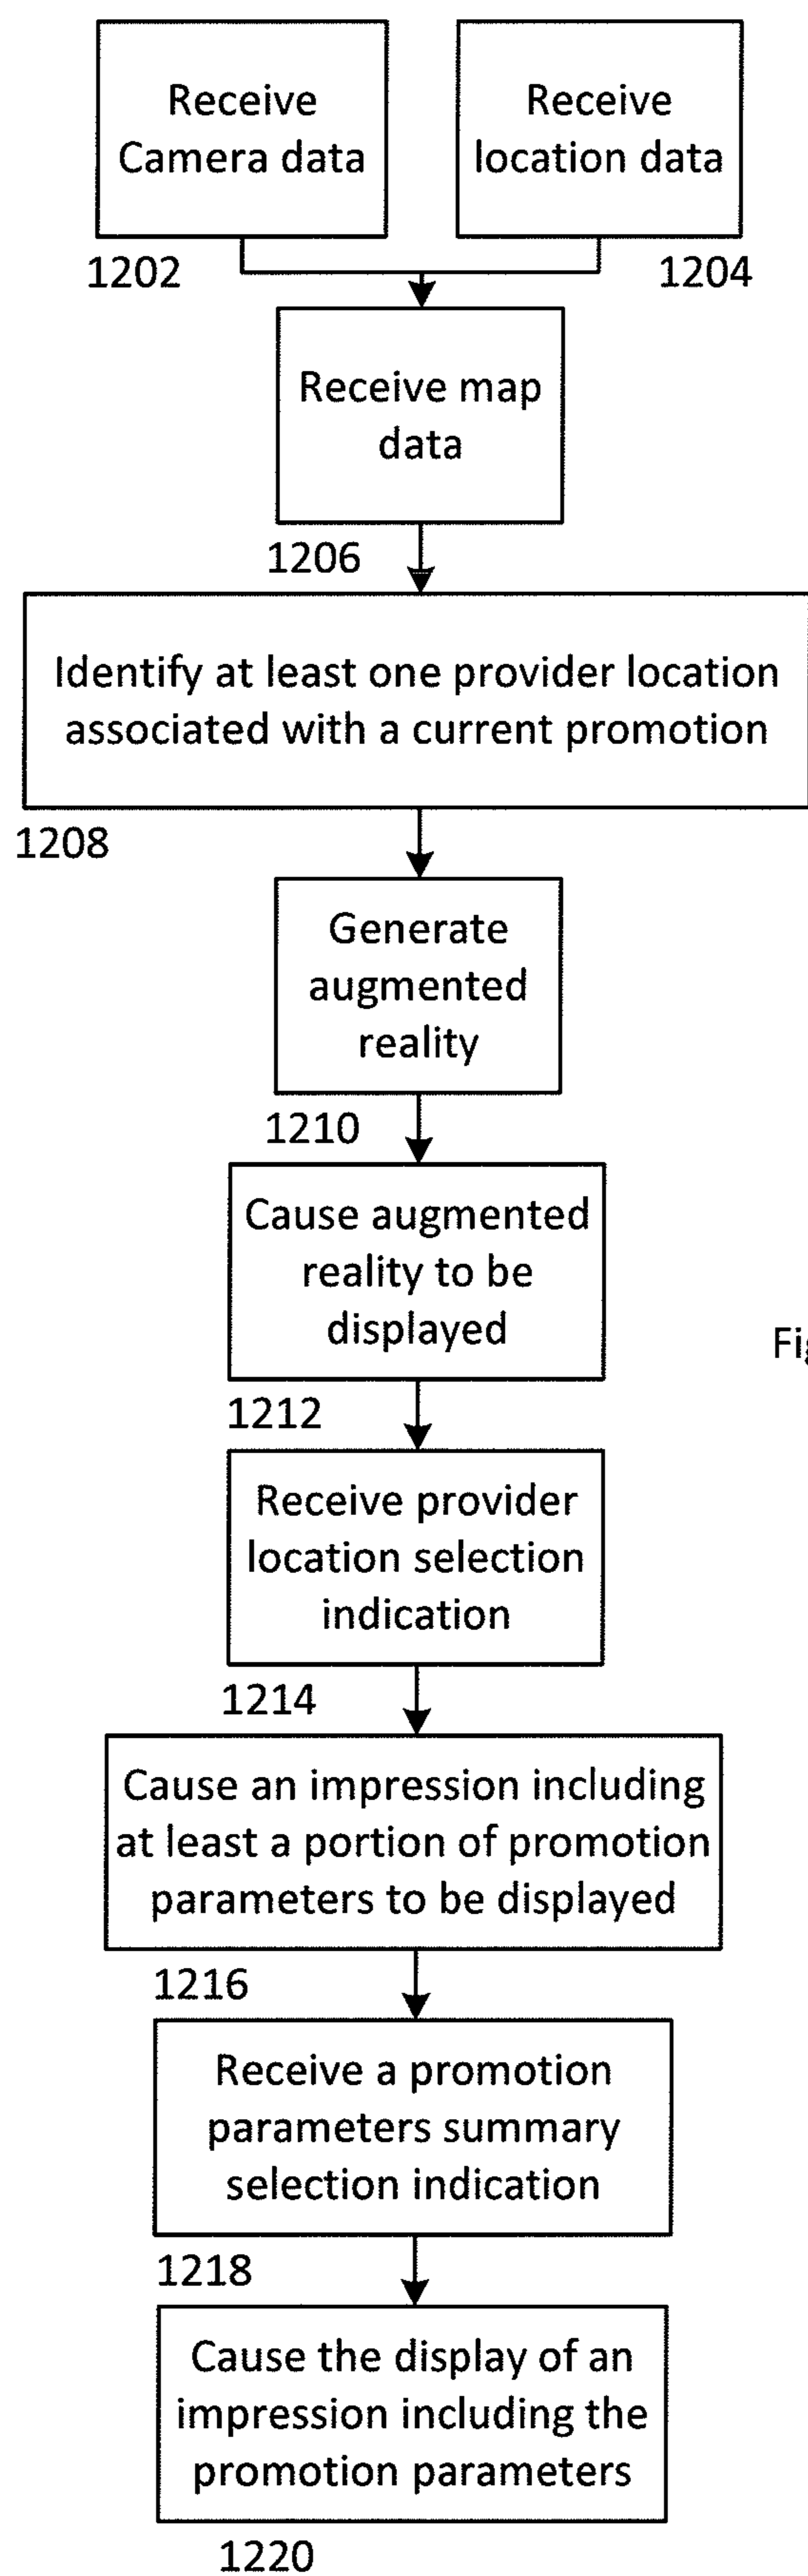 Receive
Camera data
Receive
location data
1202
1204
Receive map
data
1206
Identify at least one provider location
associated with a current promotion
1208
Generate
augmented
reality
1210
Cause augmented
reality to be
displayed
Fig
1212
Receive provider
location selection
indication
1214
Cause an impression including
at least a portion of promotion
parameters to be displayed
1216
Receive a promotion
parameters summary
selection indication
1218
Cause the display of an
impression including the
promotion parameters
1220